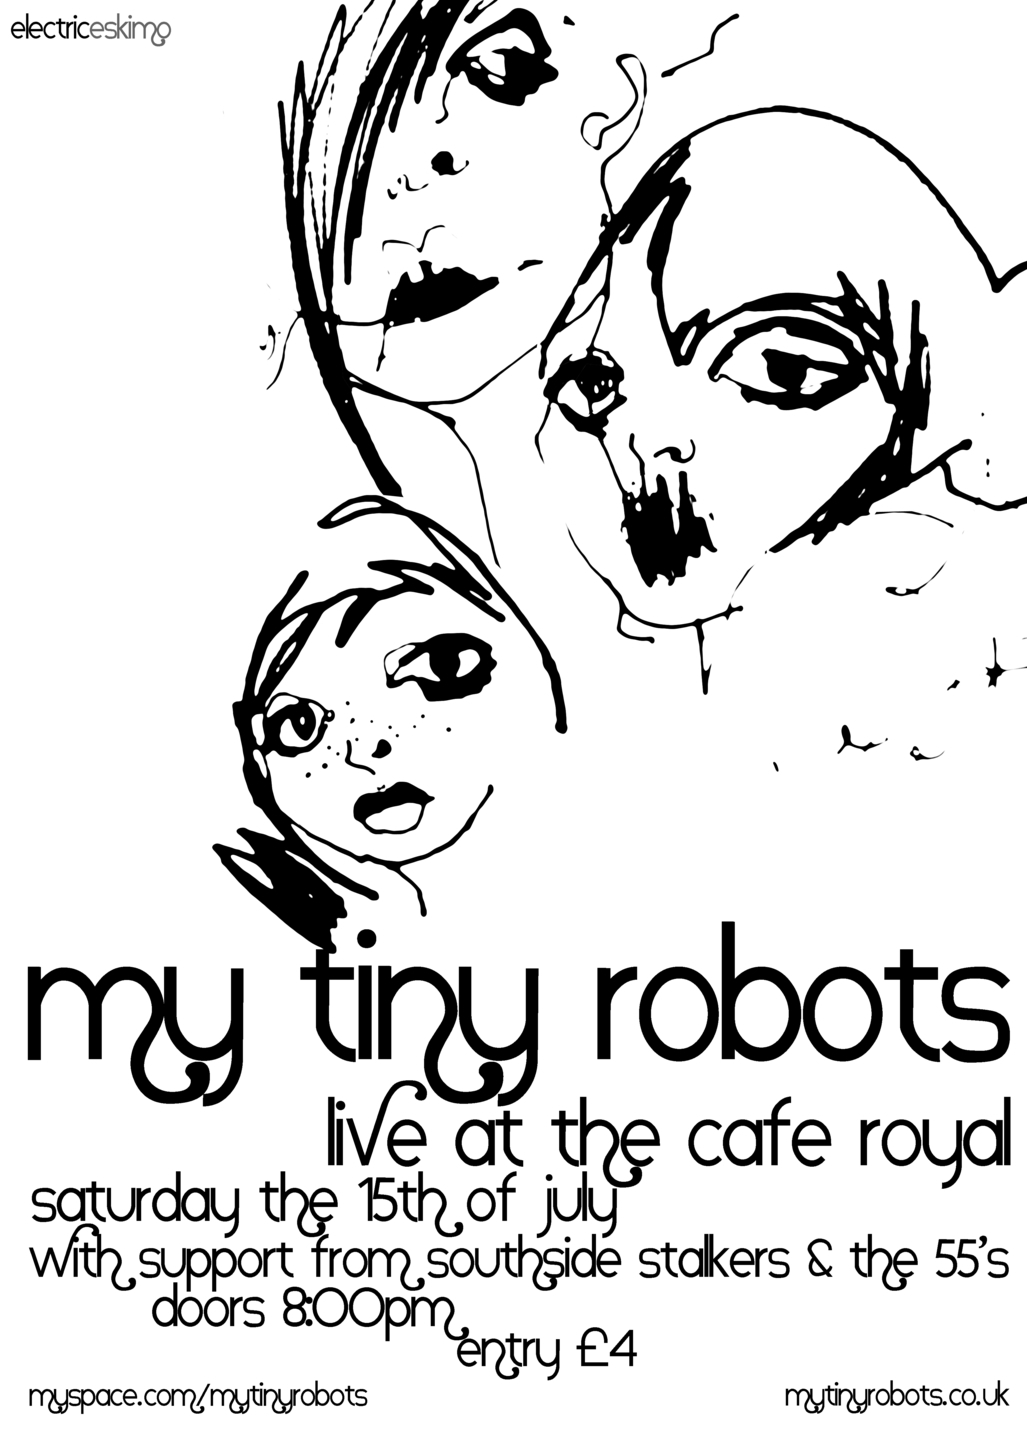 electriceskimo
my tiny robots
live at the cafe royal
saturday the 15th of july
with support from southside stalkers & the 55's
doors 8:00pm
entry £4
myspace.com/mytinyrobots
mytinyrobots.co.uk